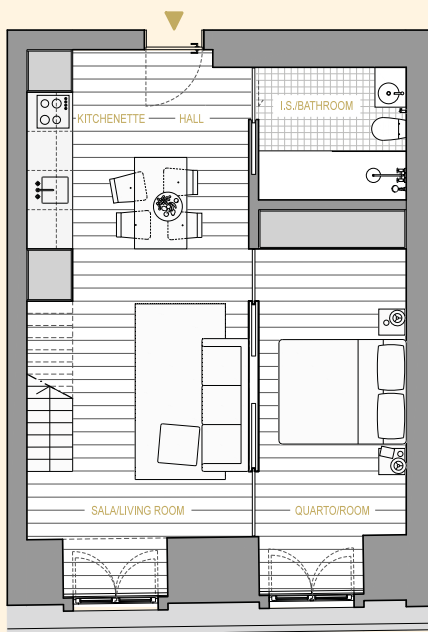 I.S./BATHROOM
KITCHENETTE
HALL
SALA/LIVING ROOM
QUARTO/ROOM